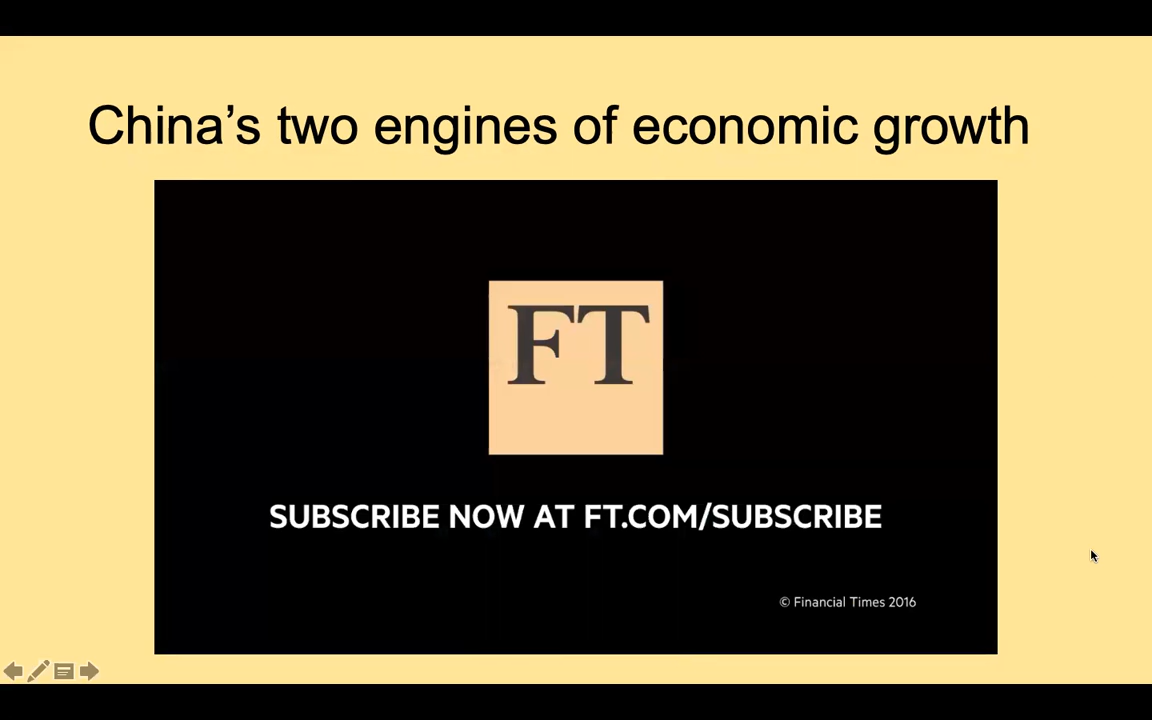 China’s two engines of economic growth
FT
SUBSCRIBE NOW AT FT.COM/SUBSCRIBE
© Financial Times 2016